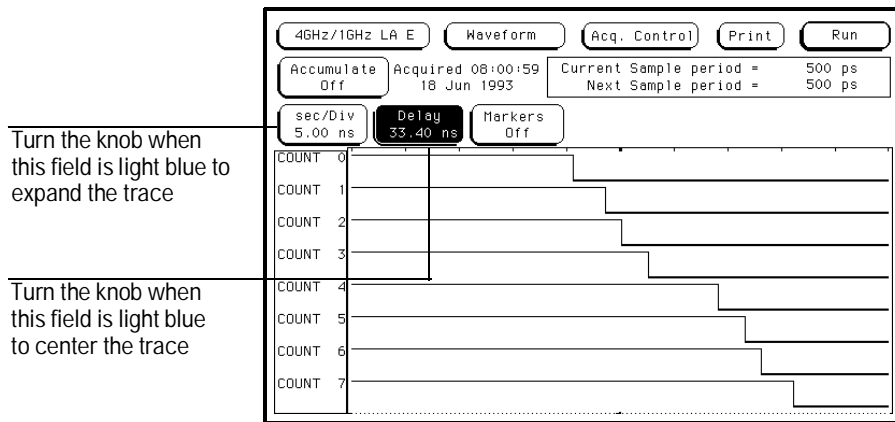 4GHz/1GHz LA E Waveform Acq. Control Print Run
Accumulate
Off
Acquired 08:00:59
18 Jun 1993
Current Sample period = 500 ps
Next Sample period = 500 ps
sec/Div
5.00 ns
Delay
33.40 ns
Markers
Off
Turn the knob when
this field is light blue to
expand the trace
COUNT 0
COUNT 1
COUNT 2
COUNT 3
Turn the knob when
this field is light blue
to center the trace
COUNT 4
COUNT 5
COUNT 6
COUNT 7